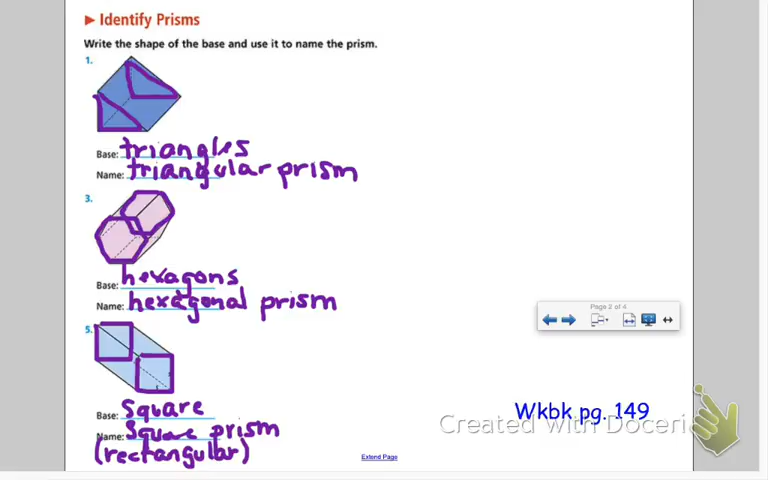 ► Identify Prisms
Write the shape of the base and use it to name the prism.
1.
Base: triangles
Name: triangular prism
3.
Base: hexagons
Name: hexagonal prism
Page 2 of 4
5.
Base: square
Wkbk pg. 149
Created with Doceri
Name: square prism
(rectangular)
Extend Page